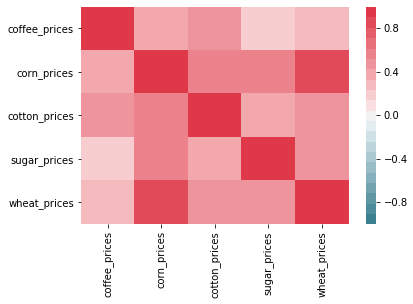 coffee_prices
corn_prices
cotton_prices
sugar_prices
wheat_prices
coffee_prices
corn_prices
cotton_prices
sugar_prices
wheat_prices
0.8
0.4
0.0
−0.4
−0.8